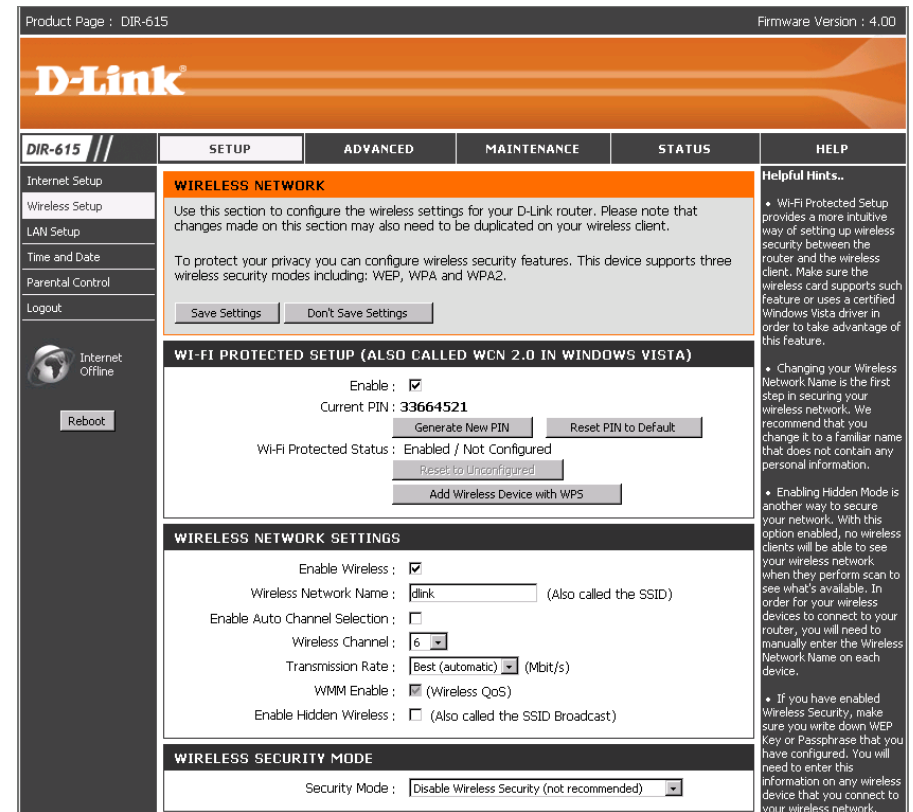 Product Page : DIR-615
Firmware Version : 4.00
D-Link®
DIR-615
SETUP
ADVANCED
MAINTENANCE
STATUS
HELP
Internet Setup
Wireless Setup
LAN Setup
Time and Date
Parental Control
Logout
Internet
Offline
Reboot
WIRELESS NETWORK
Use this section to configure the wireless settings for your D-Link router. Please note that
changes made on this section may also need to be duplicated on your wireless client.
To protect your privacy you can configure wireless security features. This device supports three
wireless security modes including: WEP, WPA and WPA2.
Save Settings
Don't Save Settings
WI-FI PROTECTED SETUP (ALSO CALLED WCN 2.0 IN WINDOWS VISTA)
Enable :
Current PIN : 33664521
Generate New PIN
Reset PIN to Default
Wi-Fi Protected Status : Enabled / Not Configured
Reset to Unconfigured
Add Wireless Device with WPS
WIRELESS NETWORK SETTINGS
Enable Wireless :
Wireless Network Name : dlink (Also called the SSID)
Enable Auto Channel Selection :
Wireless Channel : 6
Transmission Rate : Best (automatic) (Mbit/s)
WMM Enable : (Wireless QoS)
Enable Hidden Wireless : (Also called the SSID Broadcast)
WIRELESS SECURITY MODE
Security Mode : Disable Wireless Security (not recommended)
Helpful Hints..
• Wi-Fi Protected Setup
provides a more intuitive
way of setting up wireless
security between the
router and the wireless
client. Make sure the
wireless card supports such
feature or uses a certified
Windows Vista driver in
order to take advantage of
this feature.
• Changing your Wireless
Network Name is the first
step in securing your
wireless network. We
recommend that you
change it to a familiar name
that does not contain any
personal information.
• Enabling Hidden Mode is
another way to secure
your network. With this
option enabled, no wireless
clients will be able to see
your wireless network
when they perform scan to
see what's available. In
order for your wireless
devices to connect to your
router, you will need to
manually enter the Wireless
Network Name on each
device.
• If you have enabled
Wireless Security, make
sure you write down WEP
Key or Passphrase that you
have configured. You will
need to enter this
information on any wireless
device that you connect to
your wireless network.